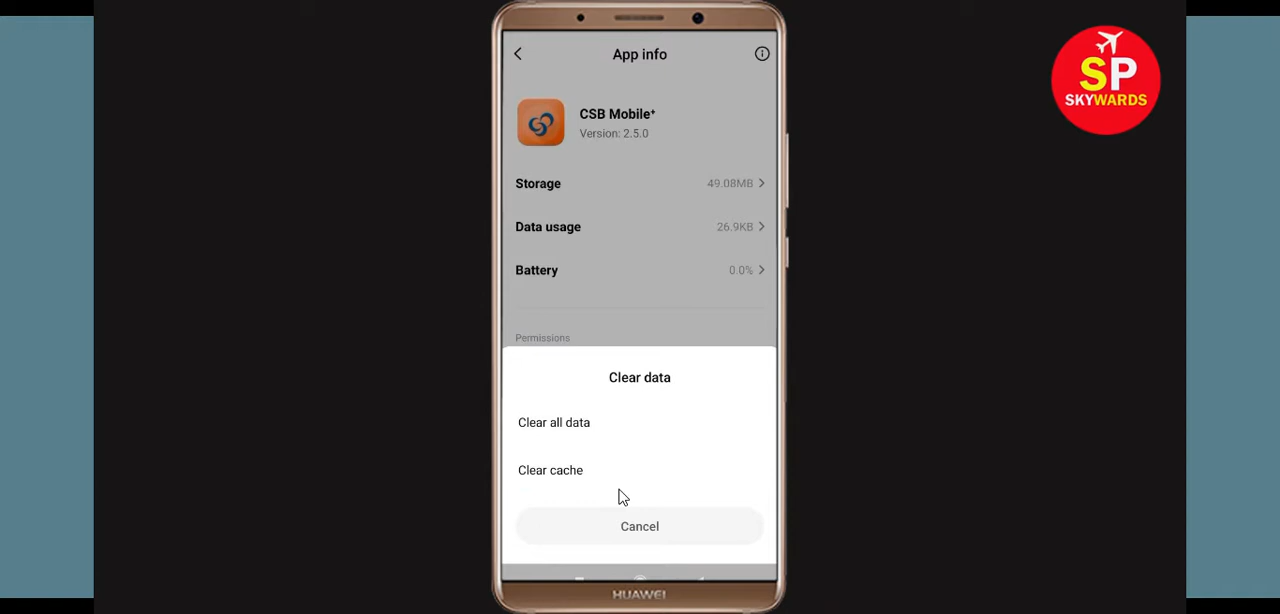 App info
SP
SKYWARDS
CSB Mobile+
Version: 2.5.0
Storage 49.08MB
Data usage 26.9KB
Battery 0.0%
Permissions
Clear data
Clear all data
Clear cache
Cancel
HUAWEI